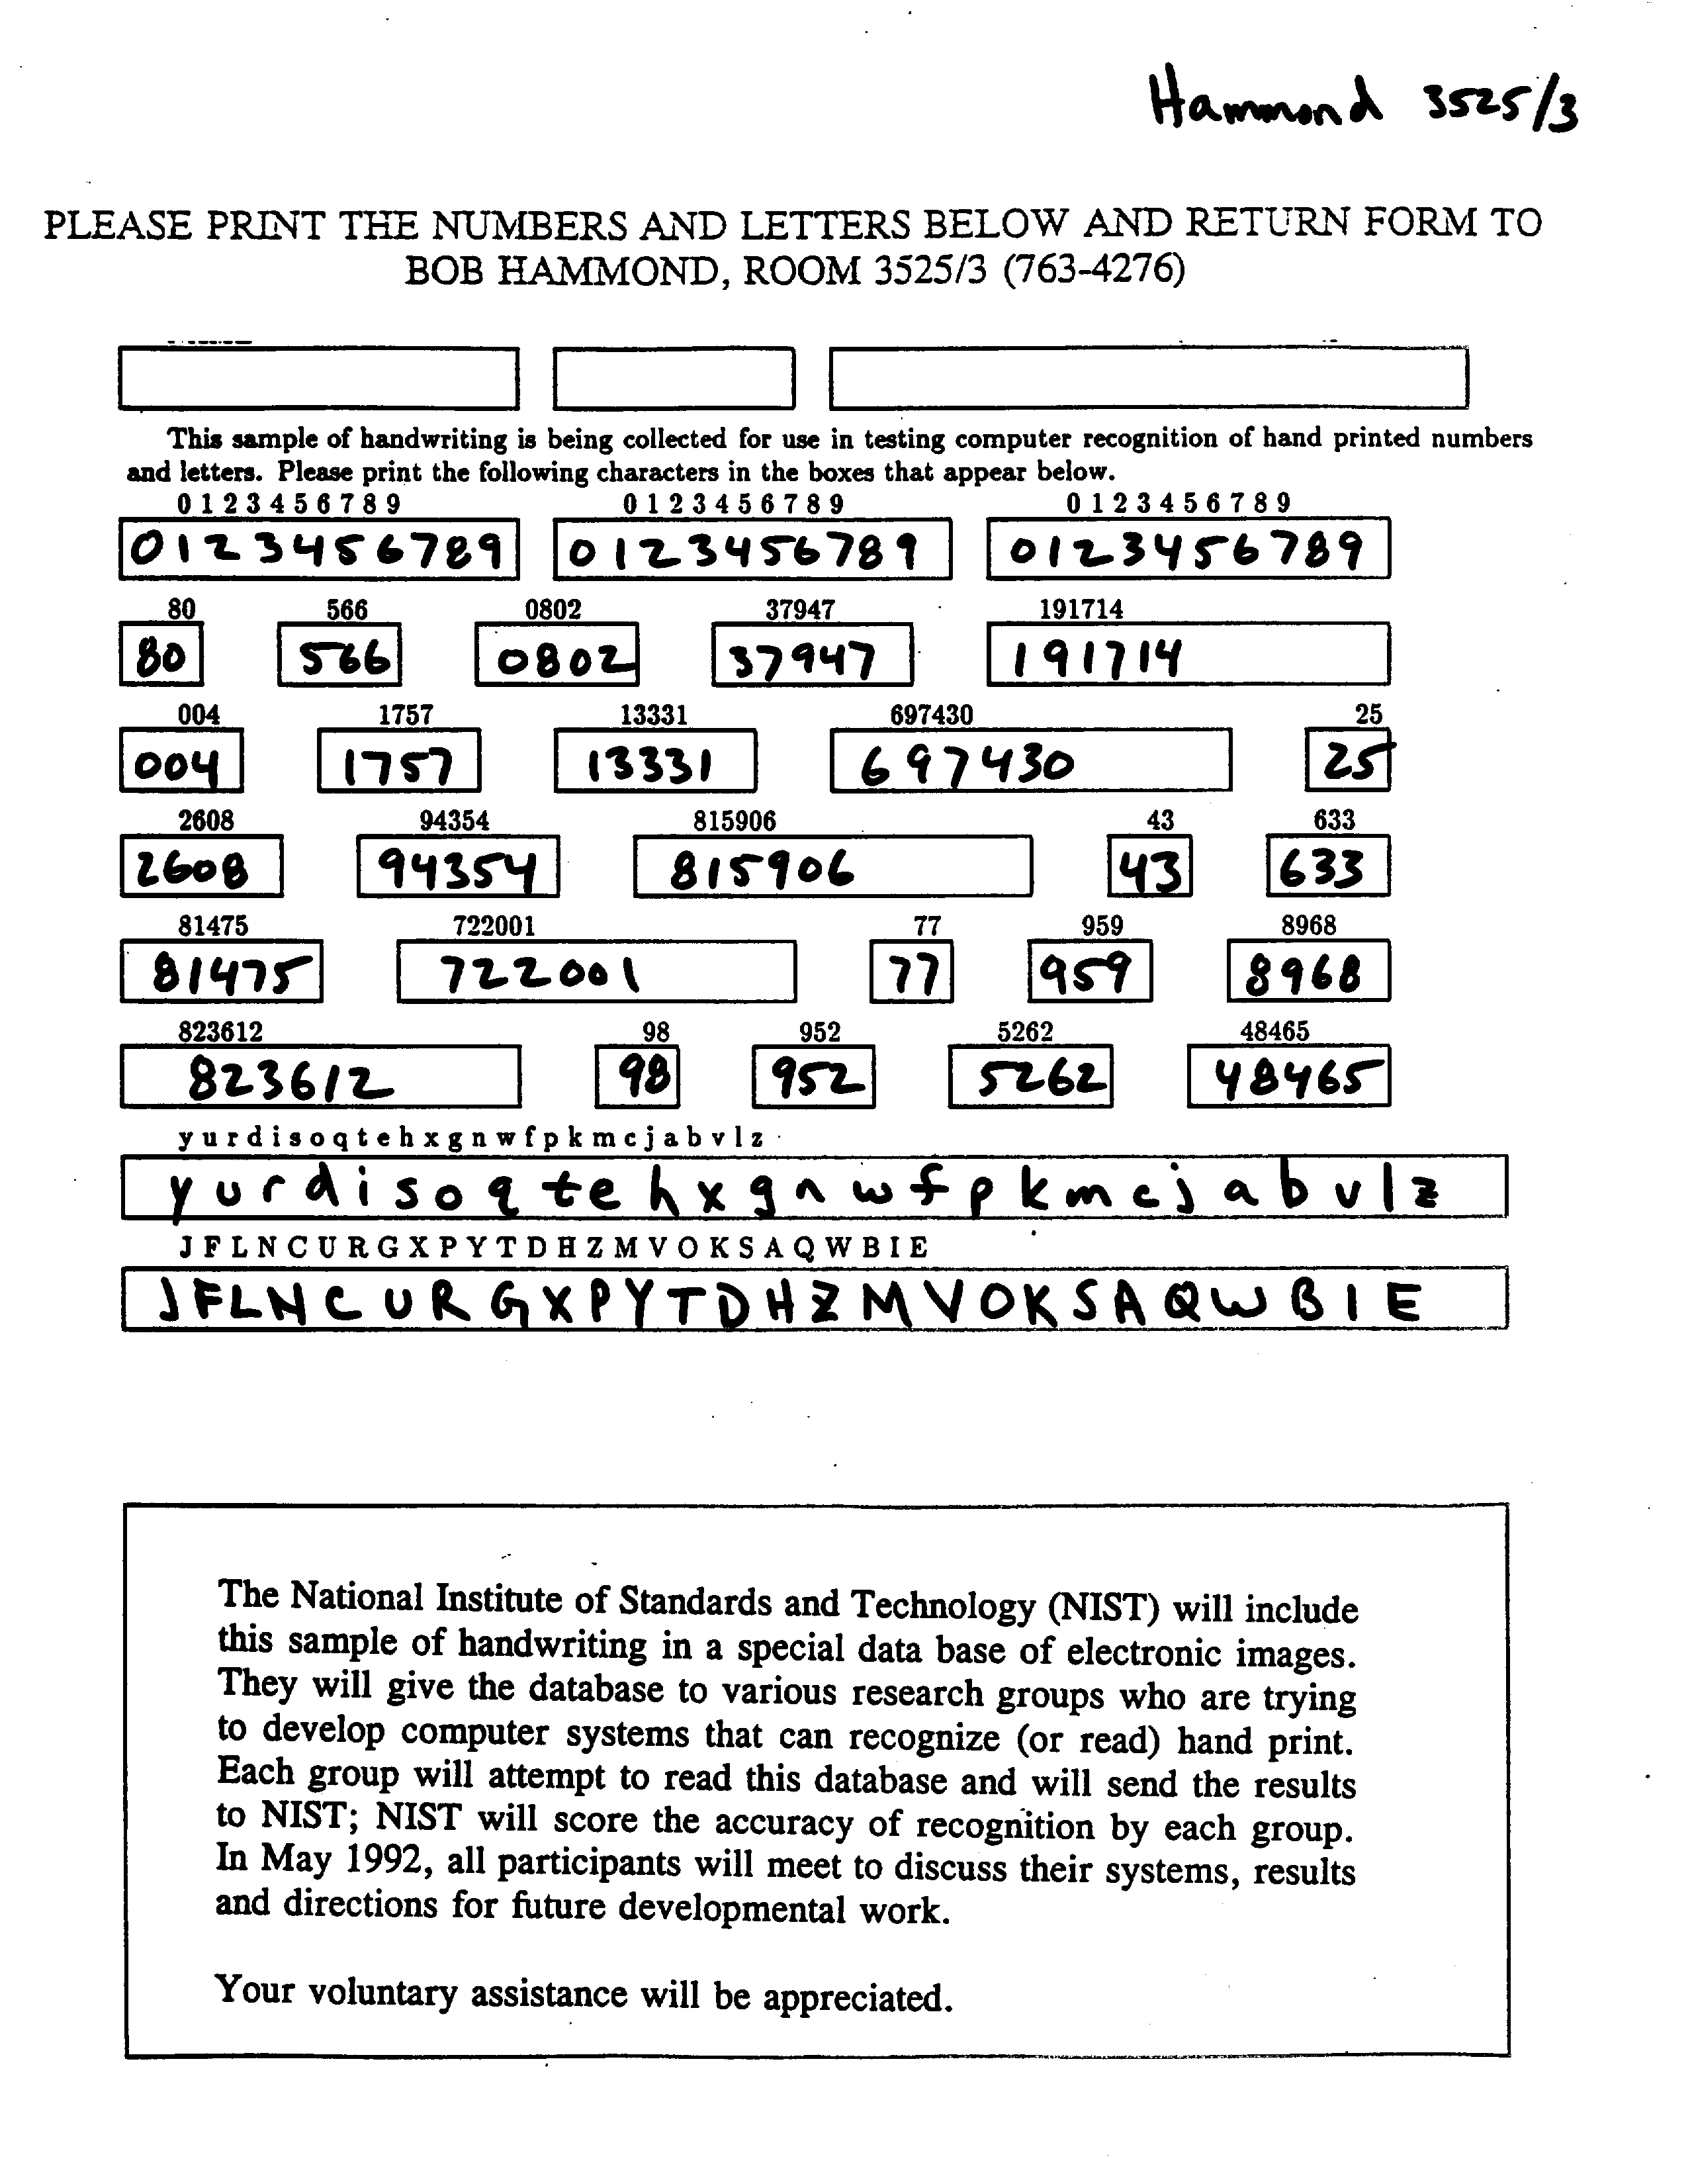 Hammond 3525/3
PLEASE PRINT THE NUMBERS AND LETTERS BELOW AND RETURN FORM TO
BOB HAMMOND, ROOM 3525/3 (763-4276)
This sample of handwriting is being collected for use in testing computer recognition of hand printed numbers
and letters. Please print the following characters in the boxes that appear below.
0 1 2 3 4 5 6 7 8 9 0 1 2 3 4 5 6 7 8 9 0 1 2 3 4 5 6 7 8 9
0123456789 0123456789 0123456789
80 566 0802 37947 191714
80 566 0802 37947 191714
004 1757 13331 697430 25
004 1757 13331 697430 25
2608 94354 815906 43 633
2608 94354 815906 43 633
81475 722001 77 959 8968
81475 722001 77 959 8968
823612 98 952 5262 48465
823612 98 952 5262 48465
y u r d i s o q t e h x g n w f p k m c j a b v l z
y u r d i s o q t e h x g n w f p k m c j a b v l z
J F L N C U R G X P Y T D H Z M V O K S A Q W B I E
J F L N C U R G X P Y T D H Z M V O K S A Q W B I E
The National Institute of Standards and Technology (NIST) will include
this sample of handwriting in a special data base of electronic images.
They will give the database to various research groups who are trying
to develop computer systems that can recognize (or read) hand print.
Each group will attempt to read this database and will send the results
to NIST; NIST will score the accuracy of recognition by each group.
In May 1992, all participants will meet to discuss their systems, results
and directions for future developmental work.
Your voluntary assistance will be appreciated.